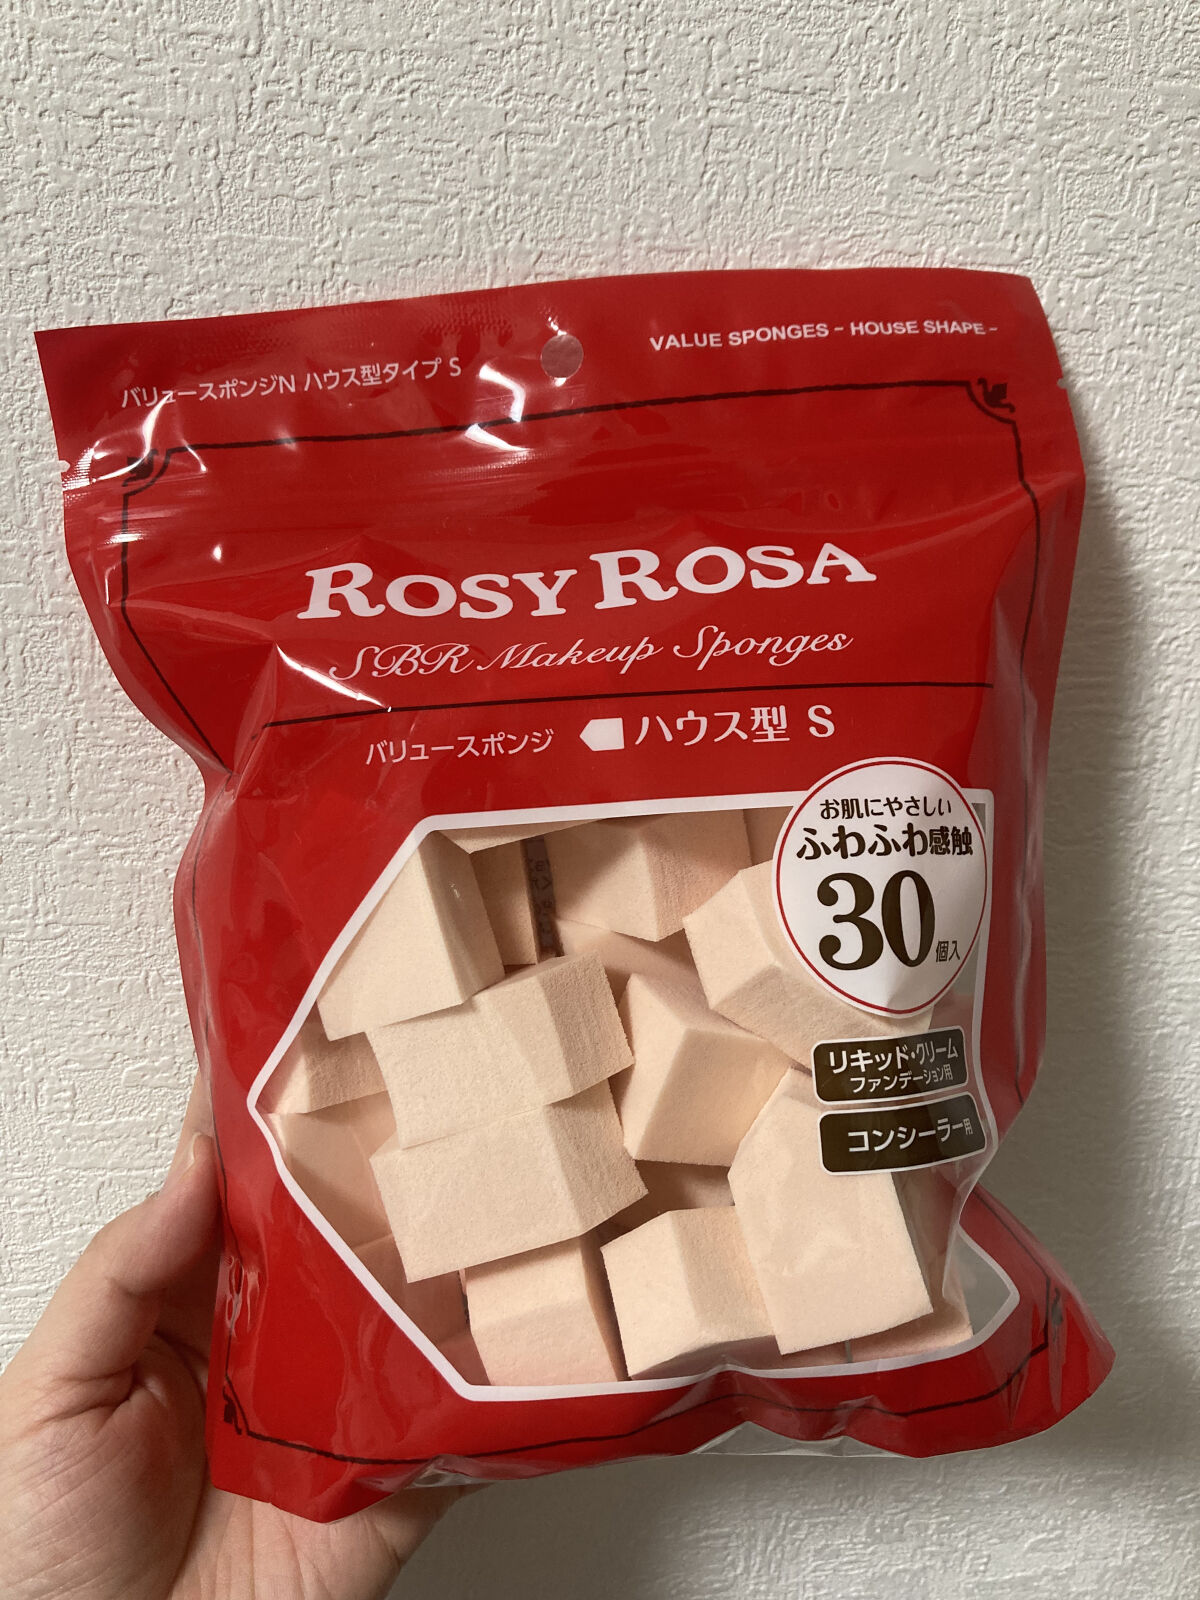 バリュースポンジN ハウス型タイプ S
VALUE SPONGES ~ HOUSE SHAPE ~
ROSY ROSA
SBR Makeup Sponges
バリュースポンジ ハウス型 S
お肌にやさしい
ふわふわ感触
30個入
リキッド・クリーム
ファンデーション用
コンシーラー用